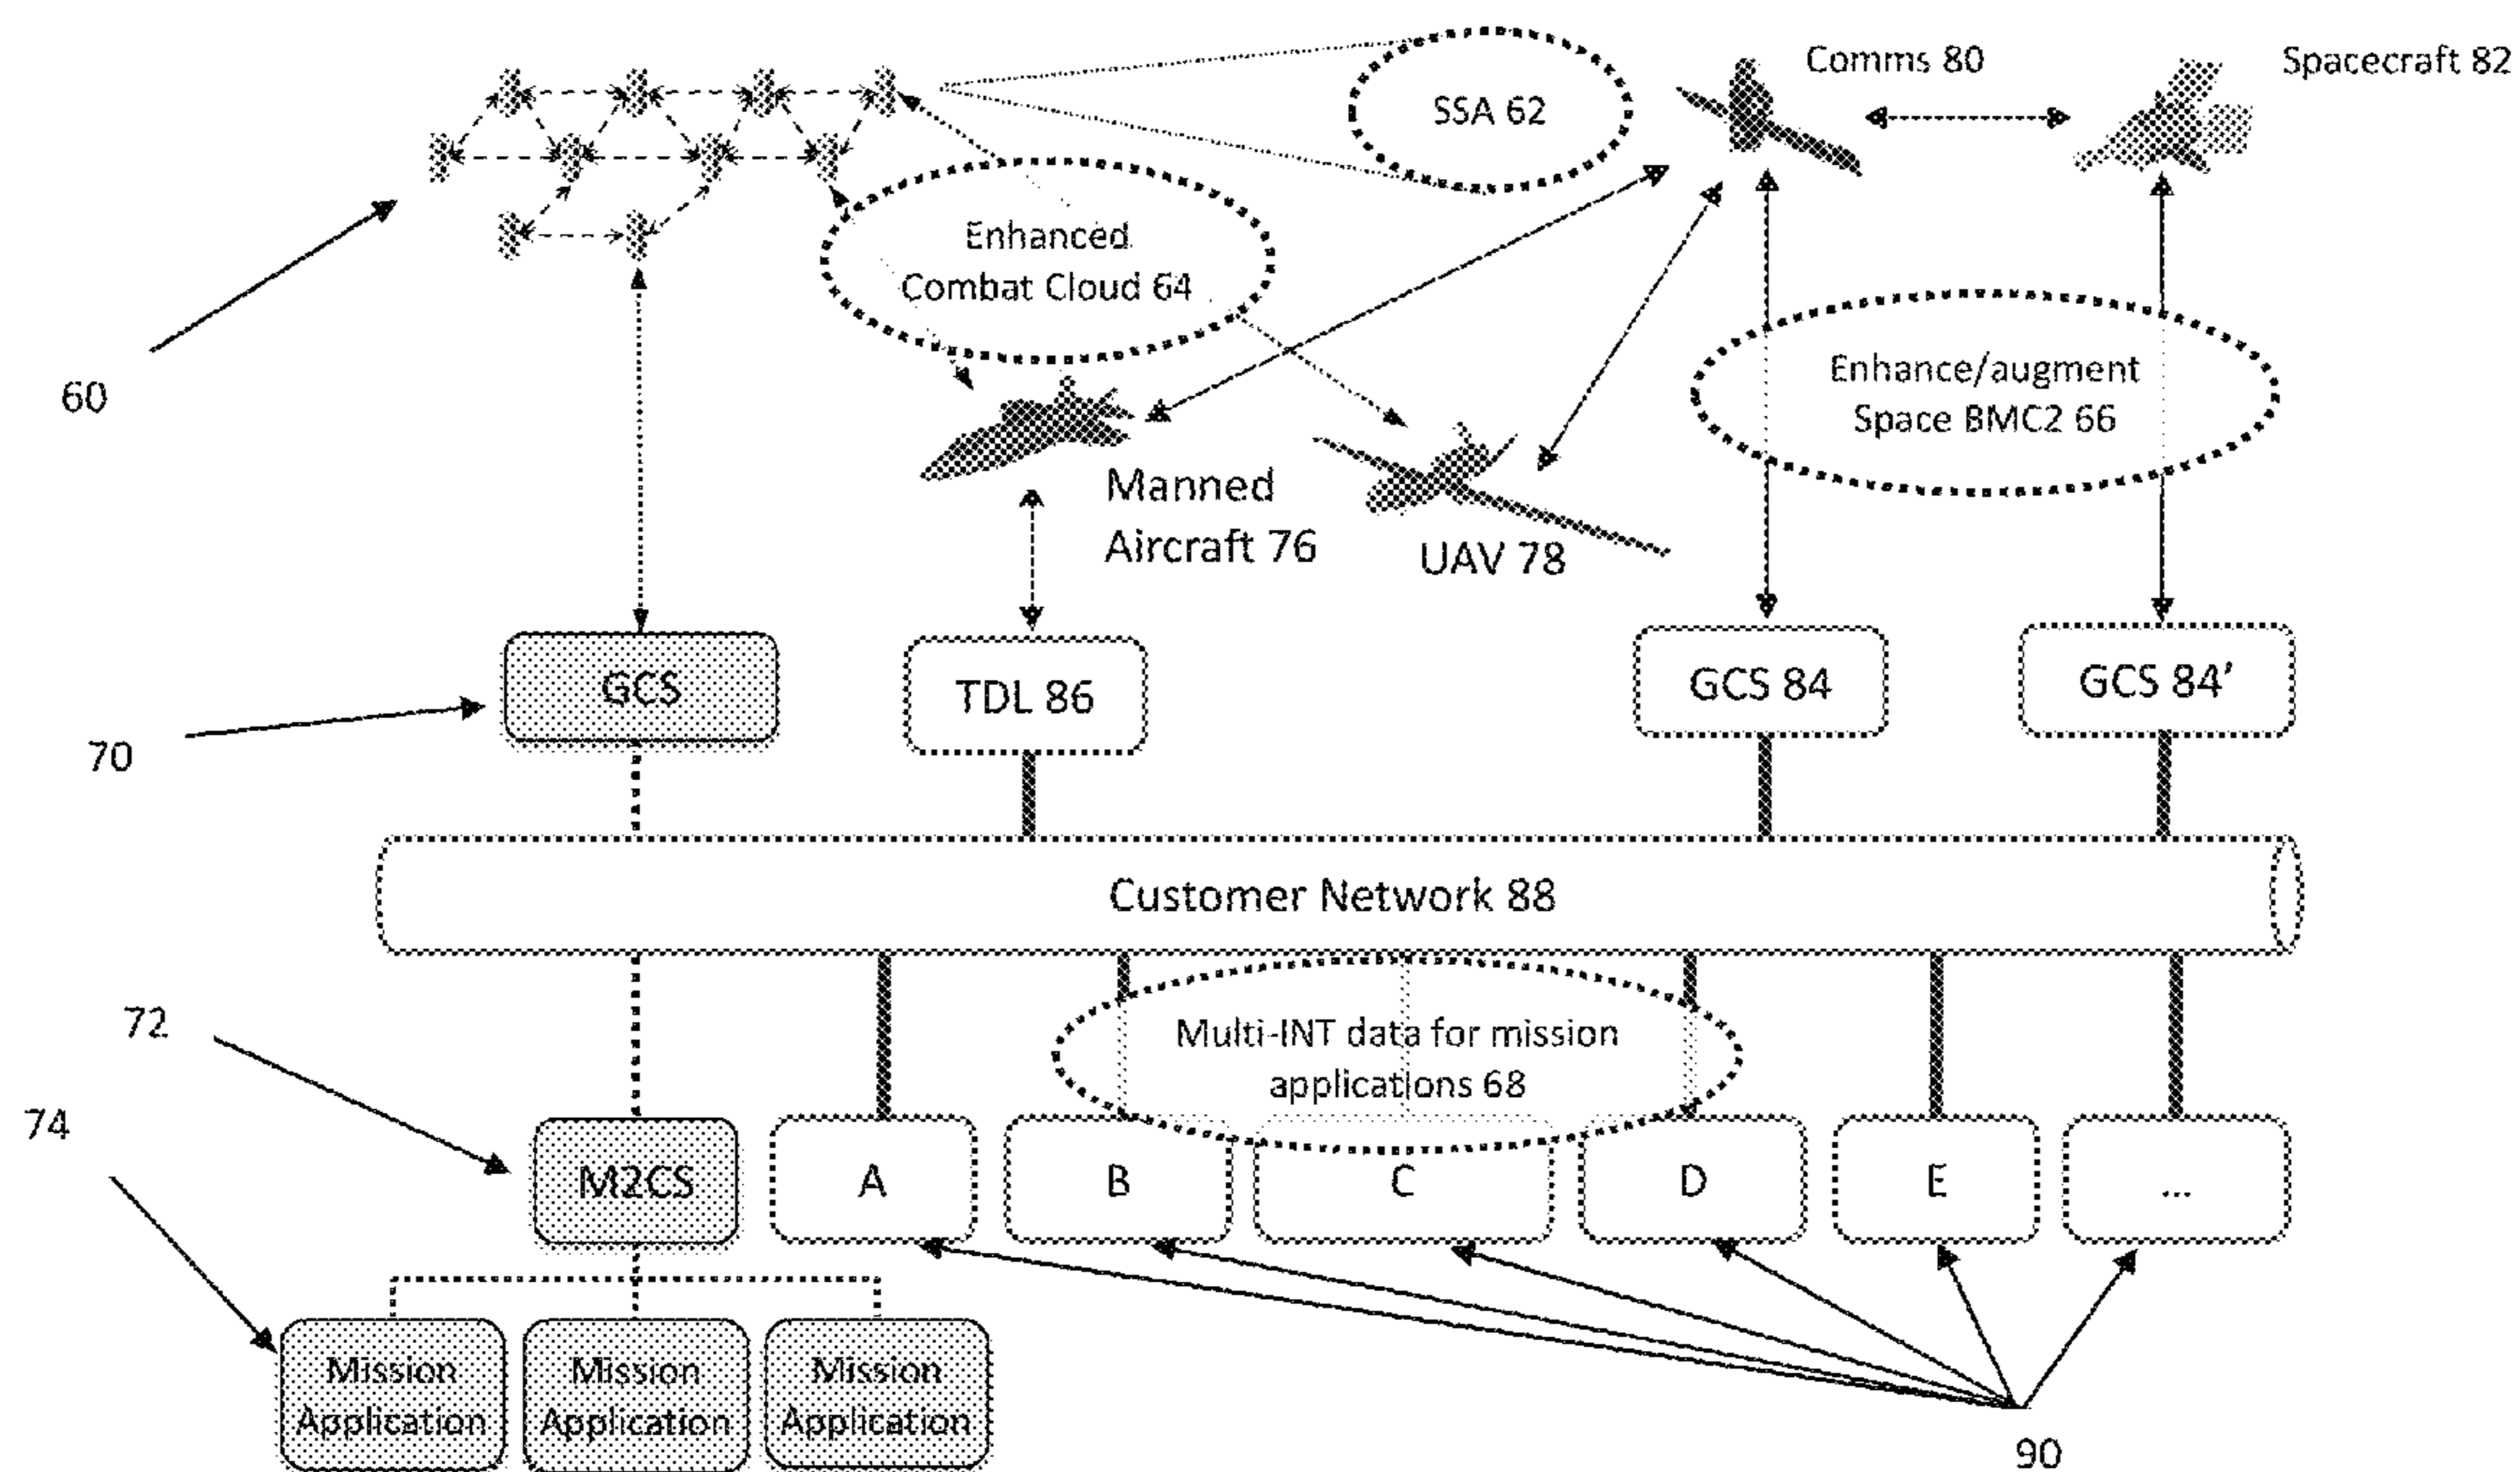 Comms 80
Spacecraft 82
SSA 62
Enhanced
Combat Cloud 64
Enhance/augment
Space BMC2 66
60
Manned
Aircraft 76
UAV 78
GCS
TDL 86
GCS 84
GCS 84’
70
Customer Network 88
72
Multi-INT data for mission
applications 68
74
M2CS
A
B
C
D
E
...
Mission
Application
Mission
Application
Mission
Application
90